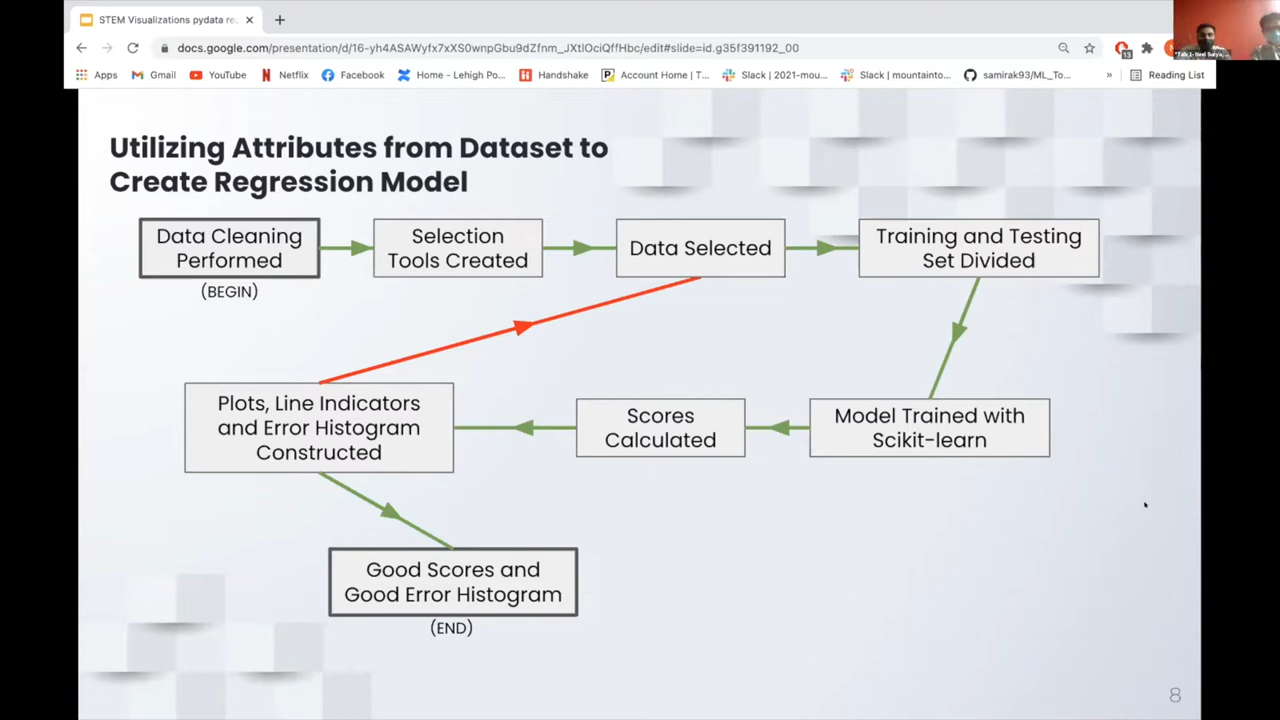 STEM Visualizations pydata re
docs.google.com/presentation/d/16-yh4ASAWyfx7xXS0wnpGbu9dZfnm_JXtIOciQffHbc/edit#slide=id.g35f391192_00
13
Apps
Gmail
YouTube
Netflix
Facebook
Home - Lehigh Po...
Handshake
Account Home | T...
Slack | 2021-mou...
Slack | mountainto...
samirak93/ML_To...
»
Reading List
Utilizing Attributes from Dataset to
Create Regression Model
Data Cleaning
Performed
(BEGIN)
Selection
Tools Created
Data Selected
Training and Testing
Set Divided
Plots, Line Indicators
and Error Histogram
Constructed
Scores
Calculated
Model Trained with
Scikit-learn
Good Scores and
Good Error Histogram
(END)
8